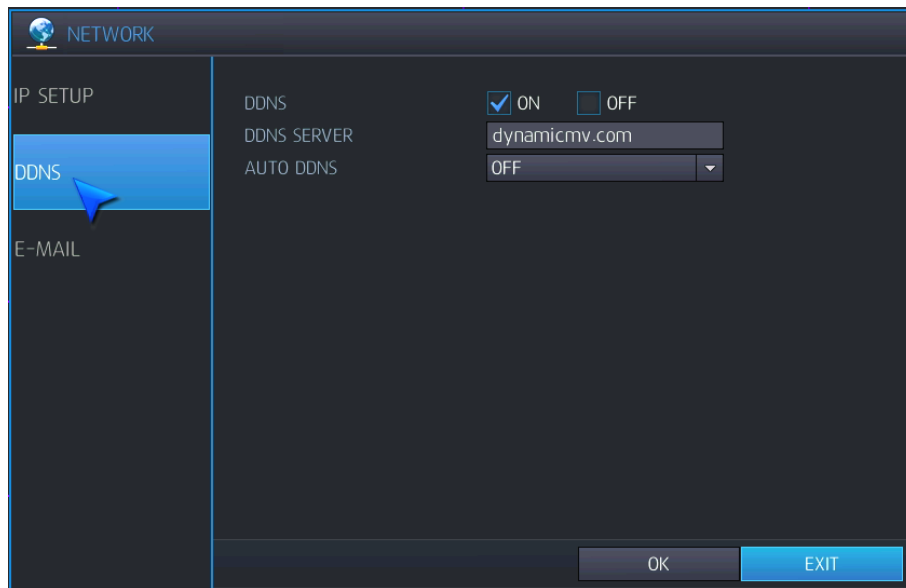 NETWORK
IP SETUP
DDNS
E-MAIL
DDNS ON OFF
DDNS SERVER dynamicmv.com
AUTO DDNS OFF
OK EXIT